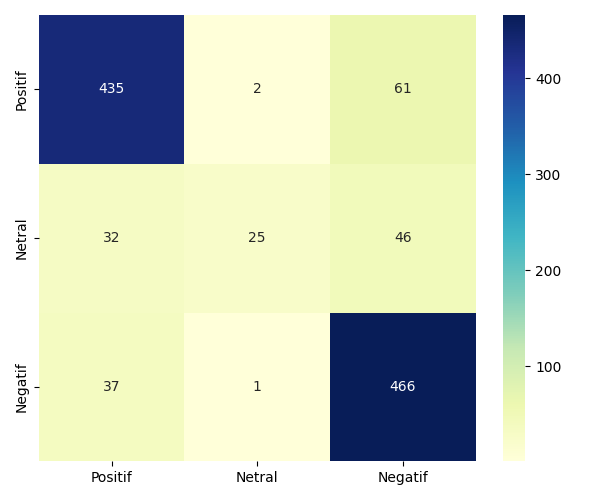 Positif 435 2 61
Netral 32 25 46
Negatif 37 1 466
Positif Netral Negatif
400
300
200
100